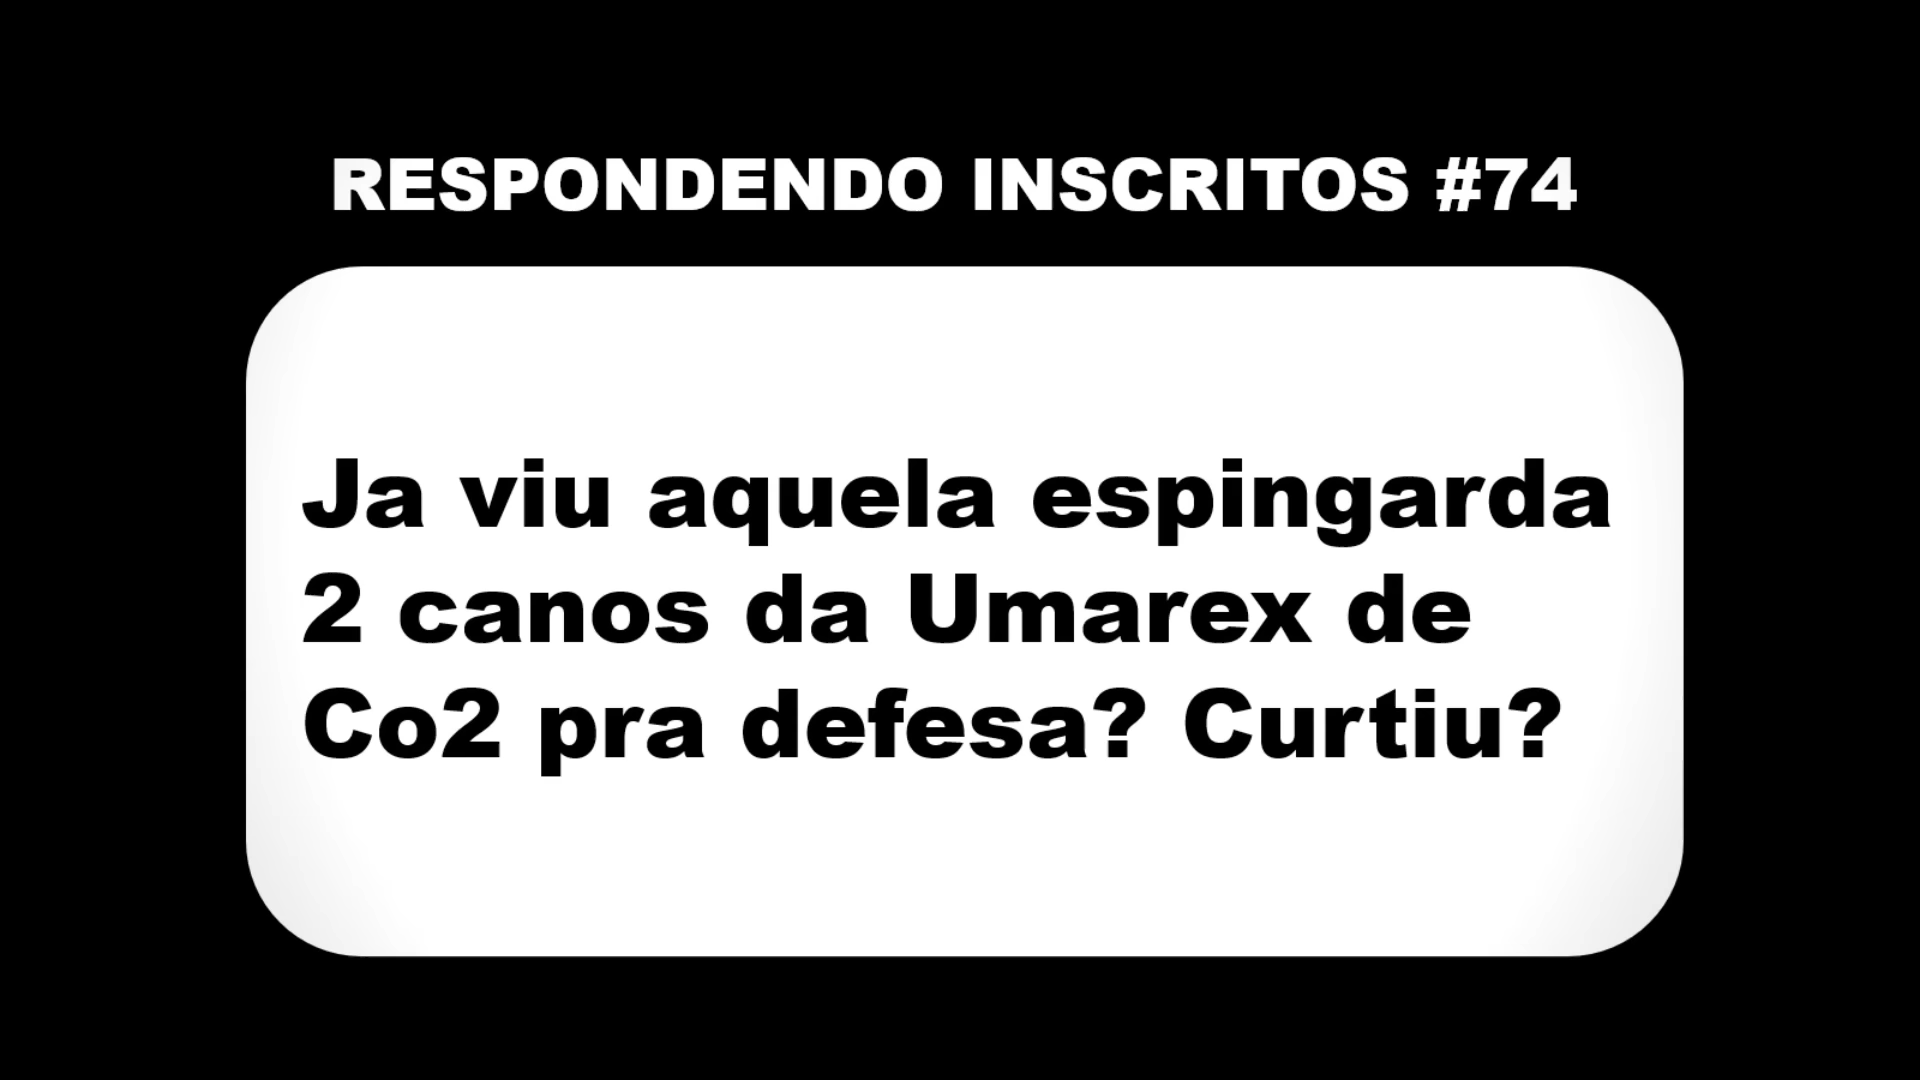 RESPONDENDO INSCRITOS #74
Ja viu aquela espingarda
2 canos da Umarex de
Co2 pra defesa? Curtiu?